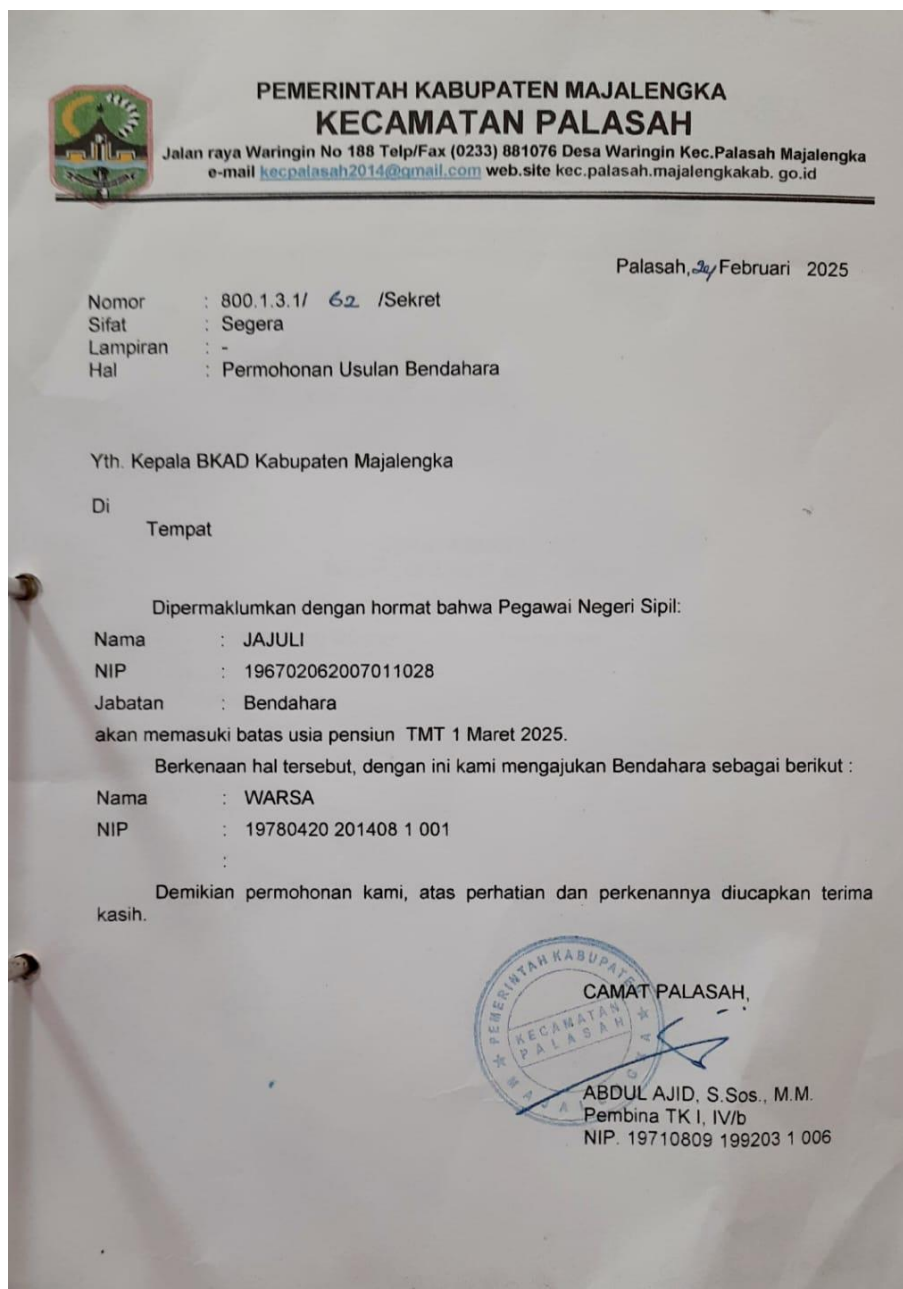 PEMERINTAH KABUPATEN MAJALENGKA
KECAMATAN PALASAH
Jalan raya Waringin No 188 Telp/Fax (0233) 881076 Desa Waringin Kec.Palasah Majalengka
e-mail kecpalasah2014@gmail.com web.site kec.palasah.majalengkakab. go.id
Palasah, Februari 2025
Nomor : 800.1.3.1/ 62 /Sekret
Sifat : Segera
Lampiran : -
Hal : Permohonan Usulan Bendahara
Yth. Kepala BKAD Kabupaten Majalengka
Di
Tempat
Dipermaklumkan dengan hormat bahwa Pegawai Negeri Sipil:
Nama : JAJULI
NIP : 196702062007011028
Jabatan : Bendahara
akan memasuki batas usia pensiun TMT 1 Maret 2025.
Berkenaan hal tersebut, dengan ini kami mengajukan Bendahara sebagai berikut :
Nama : WARSA
NIP : 19780420 201408 1 001
:
Demikian permohonan kami, atas perhatian dan perkenannya diucapkan terima
kasih.
PEMERINTAH KABUPATEN
KECAMATAN
PALASAH
MAJALENGKA
CAMAT PALASAH,
ABDUL AJID, S.Sos., M.M.
Pembina TK I, IV/b
NIP. 19710809 199203 1 006